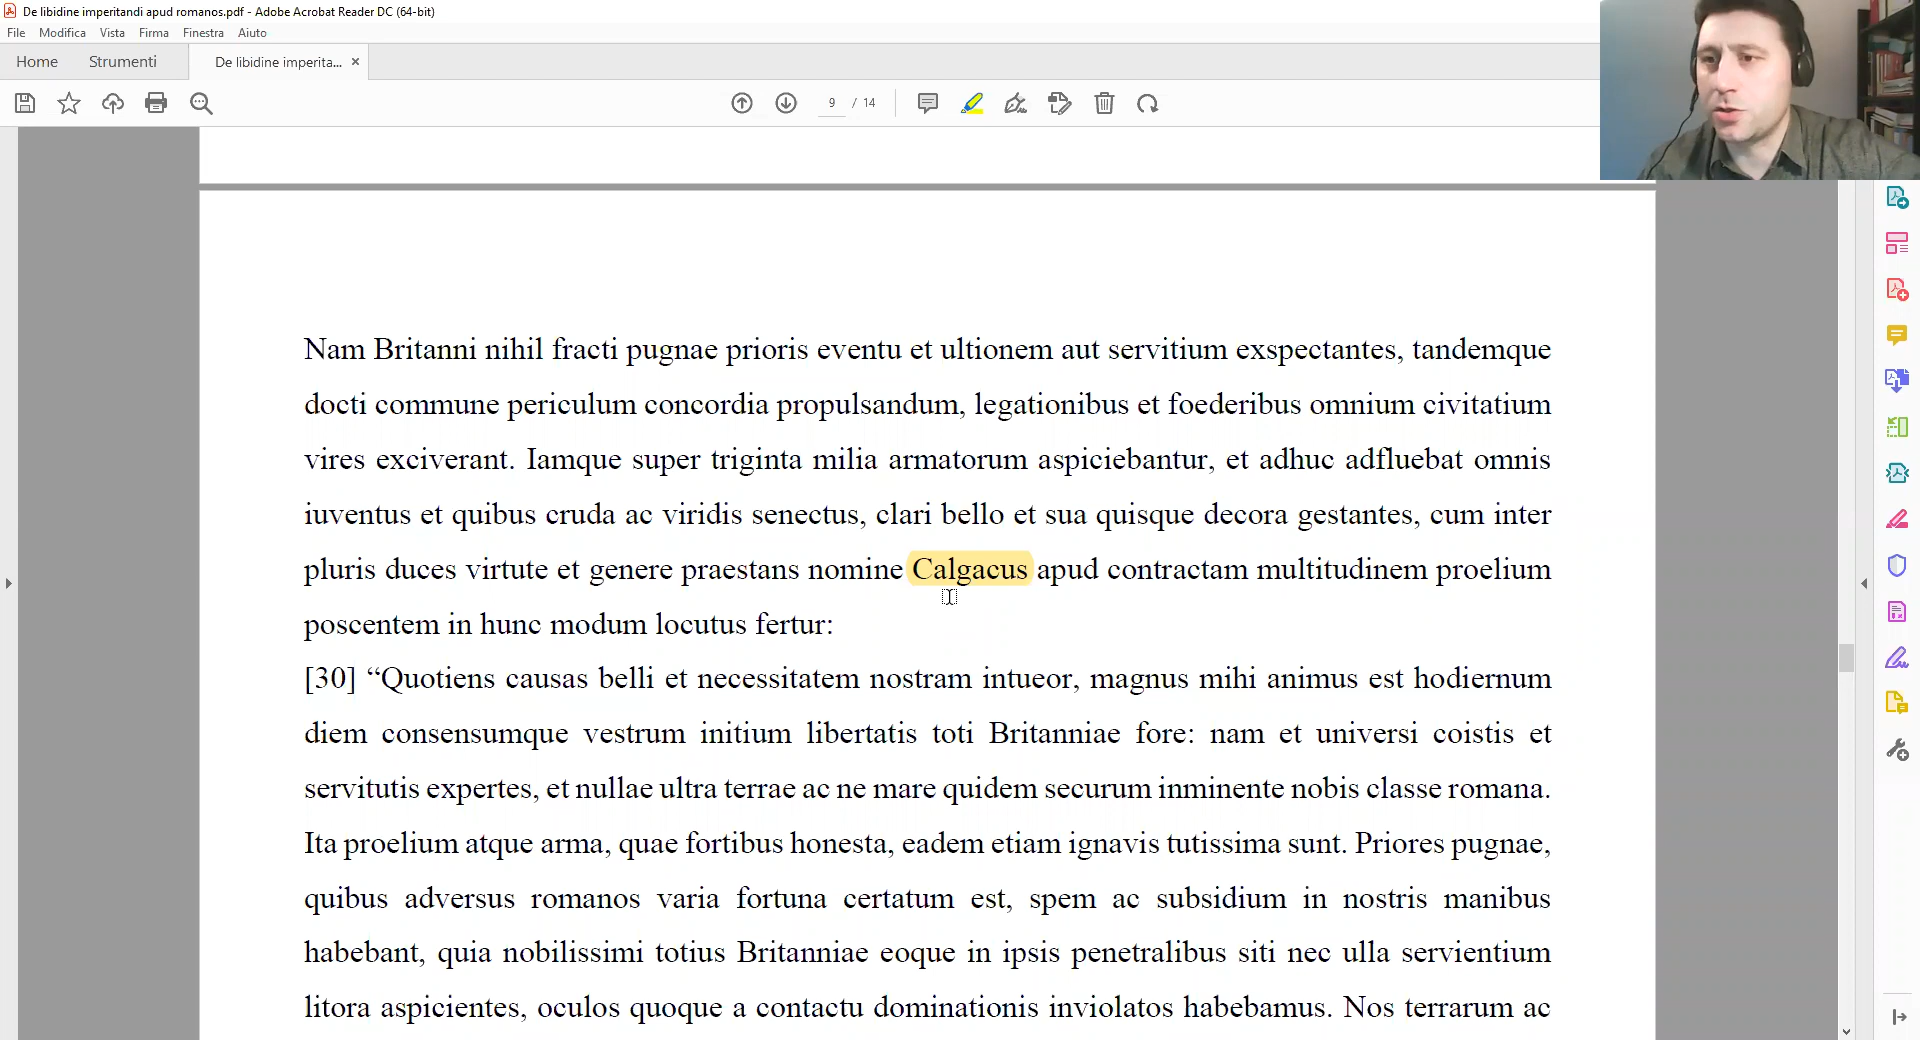 De libidine imperitandi apud romanos.pdf - Adobe Acrobat Reader DC (64-bit)
File Modifica Vista Firma Finestra Aiuto
Home Strumenti De libidine imperita... ×
9 / 14
Nam Britanni nihil fracti pugnae prioris eventu et ultionem aut servitium exspectantes, tandemque
docti commune periculum concordia propulsandum, legationibus et foederibus omnium civitatium
vires exciverant. Iamque super triginta milia armatorum aspiciebantur, et adhuc adfluebat omnis
iuventus et quibus cruda ac viridis senectus, clari bello et sua quisque decora gestantes, cum inter
pluris duces virtute et genere praestans nomine Calgacus apud contractam multitudinem proelium
poscentem in hunc modum locutus fertur:
[30] “Quotiens causas belli et necessitatem nostram intueor, magnus mihi animus est hodiernum
diem consensumque vestrum initium libertatis toti Britanniae fore: nam et universi coistis et
servitutis expertes, et nullae ultra terrae ac ne mare quidem securum inminente nobis classe romana.
Ita proelium atque arma, quae fortibus honesta, eadem etiam ignavis tutissima sunt. Priores pugnae,
quibus adversus romanos varia fortuna certatum est, spem ac subsidium in nostris manibus
habebant, quia nobilissimi totius Britanniae eoque in ipsis penetralibus siti nec ulla servientium
litora aspicientes, oculos quoque a contactu dominationis inviolatos habebamus. Nos terrarum ac